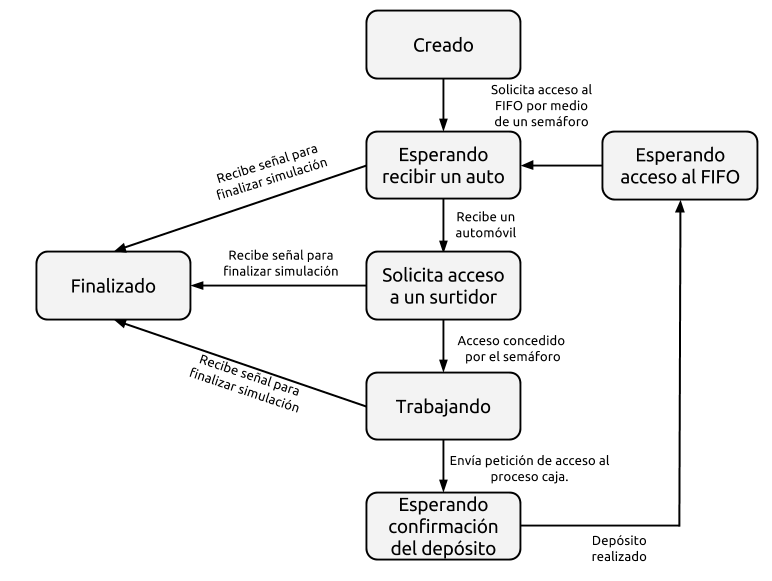 Creado
Solicita acceso al
FIFO por medio
de un semáforo
Esperando
recibir un auto
Esperando
acceso al FIFO
Recibe señal para
finalizar simulación
Recibe un
automóvil
Recibe señal para
finalizar simulación
Finalizado
Solicita acceso
a un surtidor
Acceso concedido
por el semáforo
Recibe señal para
finalizar simulación
Trabajando
Envía petición de acceso al
proceso caja.
Esperando
confirmación
del depósito
Depósito
realizado